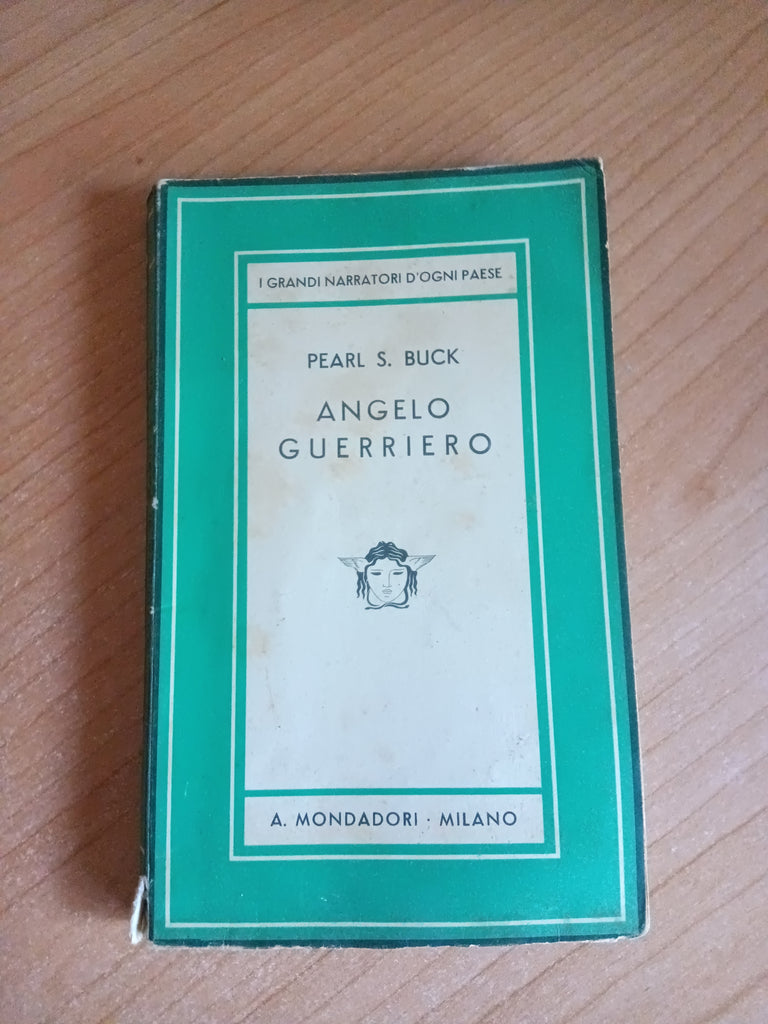 I GRANDI NARRATORI D'OGNI PAESE
PEARL S. BUCK
ANGELO
GUERRIERO
A. MONDADORI · MILANO